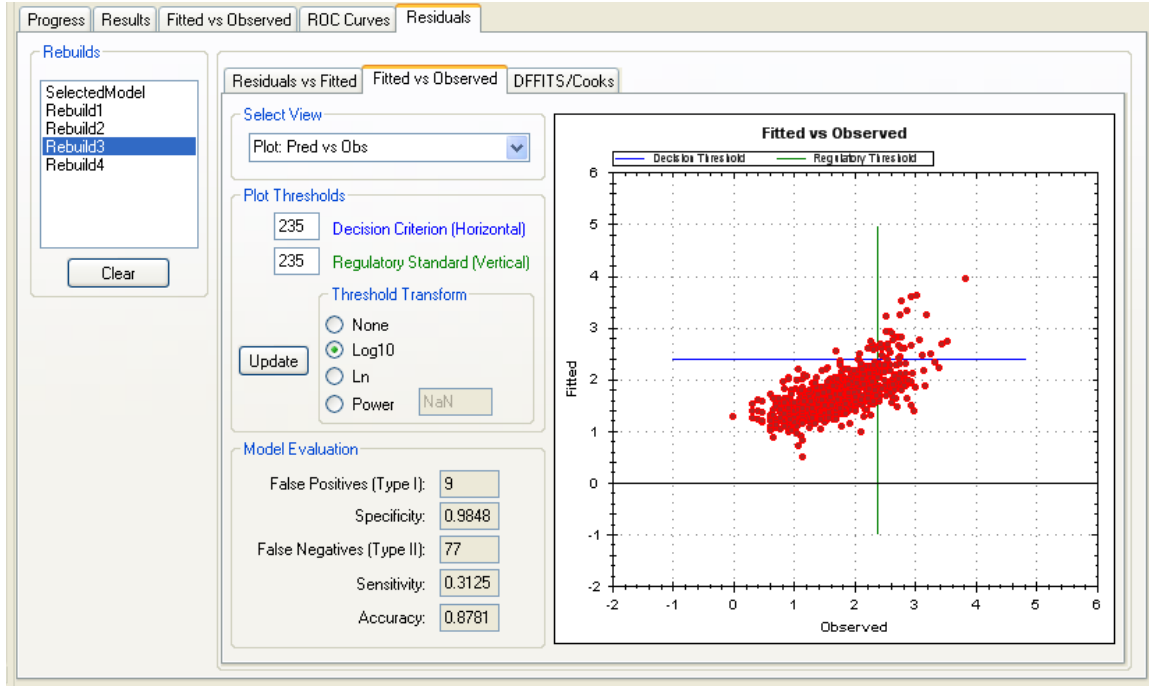 Progress Results Fitted vs Observed ROC Curves Residuals
Rebuilds
SelectedModel
Rebuild1
Rebuild2
Rebuild3
Rebuild4
Clear
Residuals vs Fitted Fitted vs Observed DFFITS/Cooks
Select View
Plot: Pred vs Obs
Plot Thresholds
235 Decision Criterion (Horizontal)
235 Regulatory Standard (Vertical)
Threshold Transform
None
Log10
Ln
Power NaN
Update
Model Evaluation
False Positives (Type I): 9
Specificity: 0.9848
False Negatives (Type II): 77
Sensitivity: 0.3125
Accuracy: 0.8781
Fitted vs Observed
Decision Threshold Regulatory Threshold
6
5
4
3
2
1
0
-1
-2
Fitted
-2 -1 0 1 2 3 4 5 6
Observed